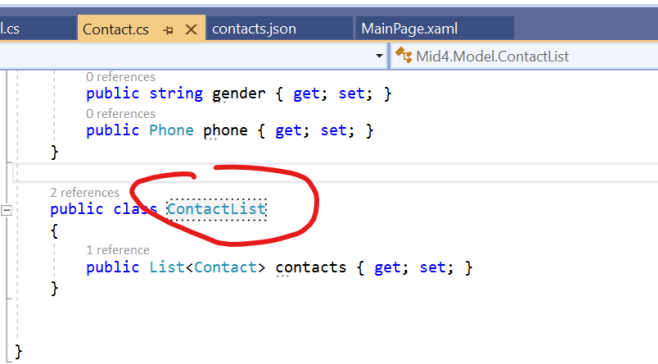 l.cs Contact.cs contacts.json MainPage.xaml
Mid4.Model.ContactList
0 references
public string gender { get; set; }
0 references
public Phone phone { get; set; }
}
2 references
public class ContactList
{
1 reference
public List<Contact> contacts { get; set; }
}
}